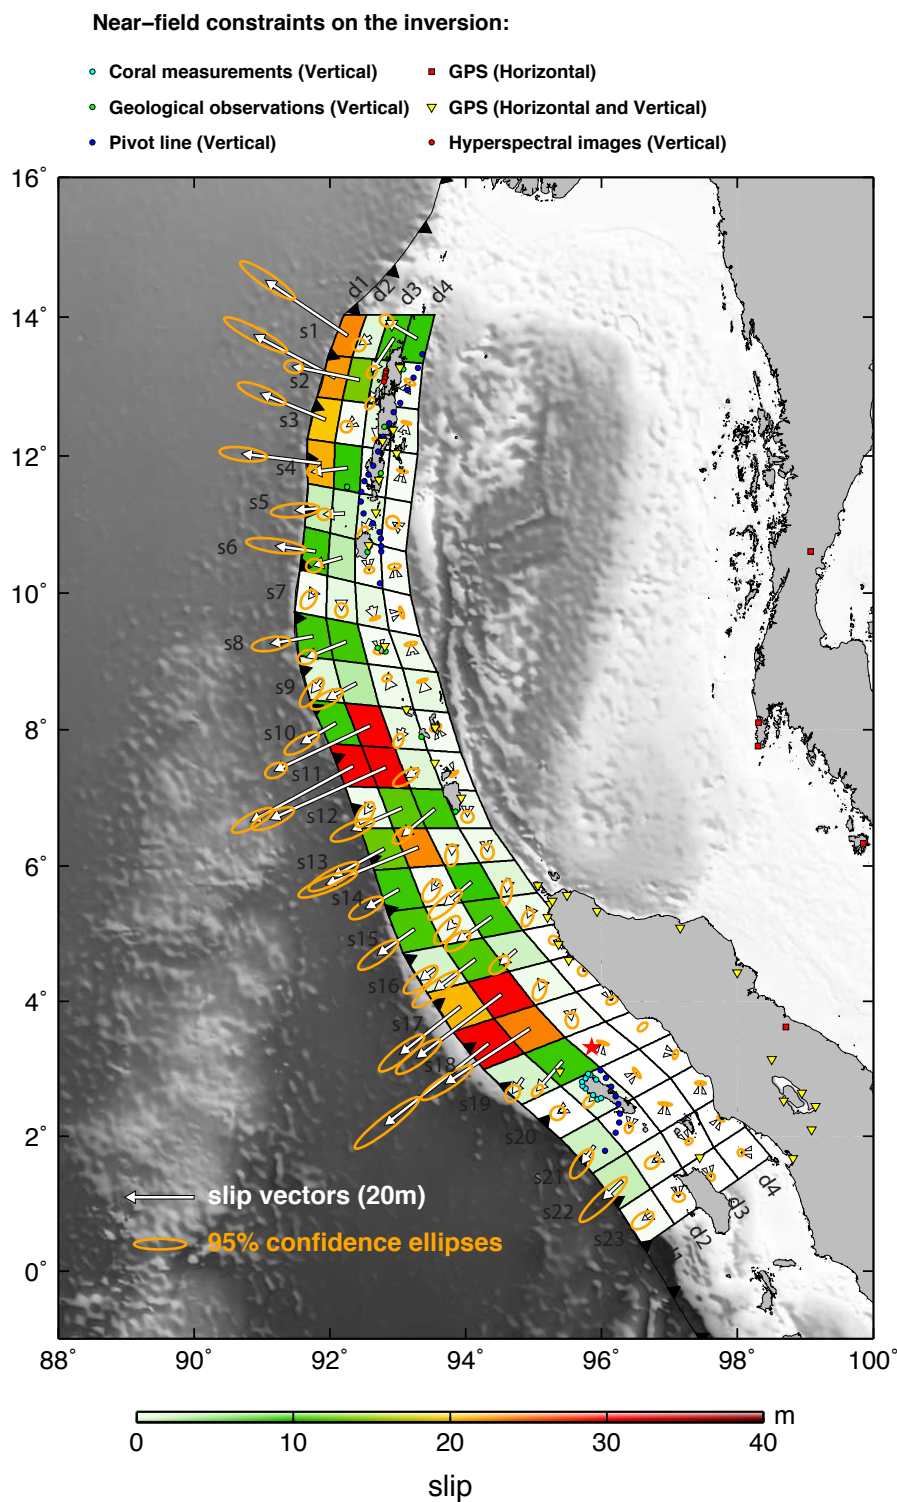 Near–field constraints on the inversion:
Coral measurements (Vertical)
GPS (Horizontal)
Geological observations (Vertical)
GPS (Horizontal and Vertical)
Pivot line (Vertical)
Hyperspectral images (Vertical)
16˚
14˚
12˚
10˚
8˚
6˚
4˚
2˚
0˚
d1
d2
d3
d4
s1
s2
s3
s4
s5
s6
s7
s8
s9
s10
s11
s12
s13
s14
s15
s16
s17
s18
s19
s20
s21
s22
s23
d4
d3
d2
slip vectors (20m)
95% confidence ellipses
88˚ 90˚ 92˚ 94˚ 96˚ 98˚ 100˚
m
0 10 20 30 40
slip